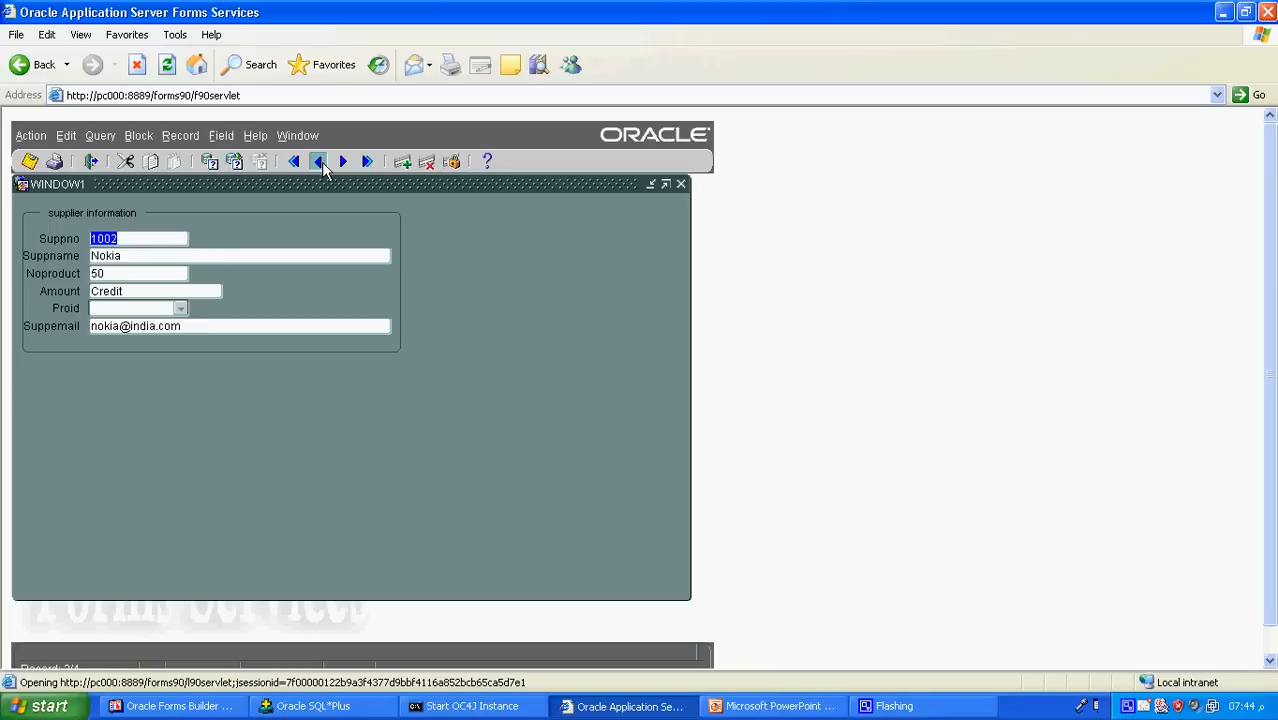 Oracle Application Server Forms Services
File Edit View Favorites Tools Help
Back Search Favorites
Address http://pc000:8889/forms90/f90servlet Go
Action Edit Query Block Record Field Help Window ORACLE
WINDOW1
supplier information
Suppno 1002
Suppname Nokia
Noproduct 50
Amount Credit
Proid
Suppemail nokia@india.com
Forms Services
Opening http://pc000:8889/forms90/l90servlet;jsessionid=7f00000122b9a3f4377d9bbf4116a852bcb65ca5d7e1 Local intranet
start Oracle Forms Builder ... Oracle SQL*Plus Start OC4J Instance Oracle Application Se... Microsoft PowerPoint ... Flashing 07:44 م